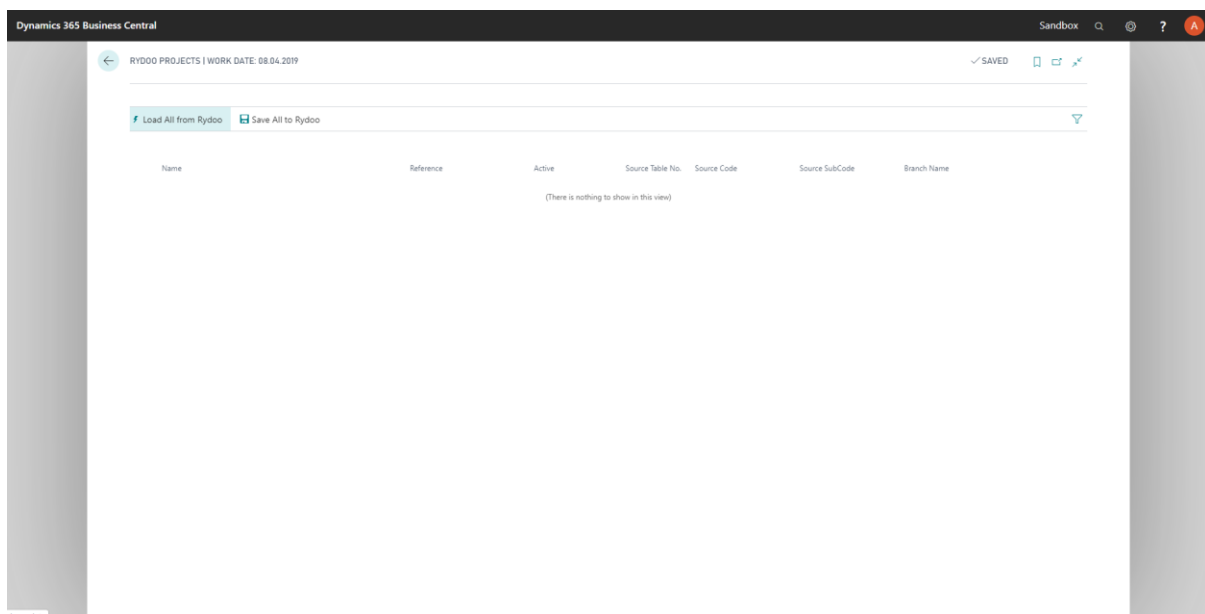 Dynamics 365 Business Central Sandbox ? A
RYDOO PROJECTS | WORK DATE: 08.04.2019 SAVED
Load All from Rydoo Save All to Rydoo
Name Reference Active Source Table No. Source Code Source SubCode Branch Name
(There is nothing to show in this view)